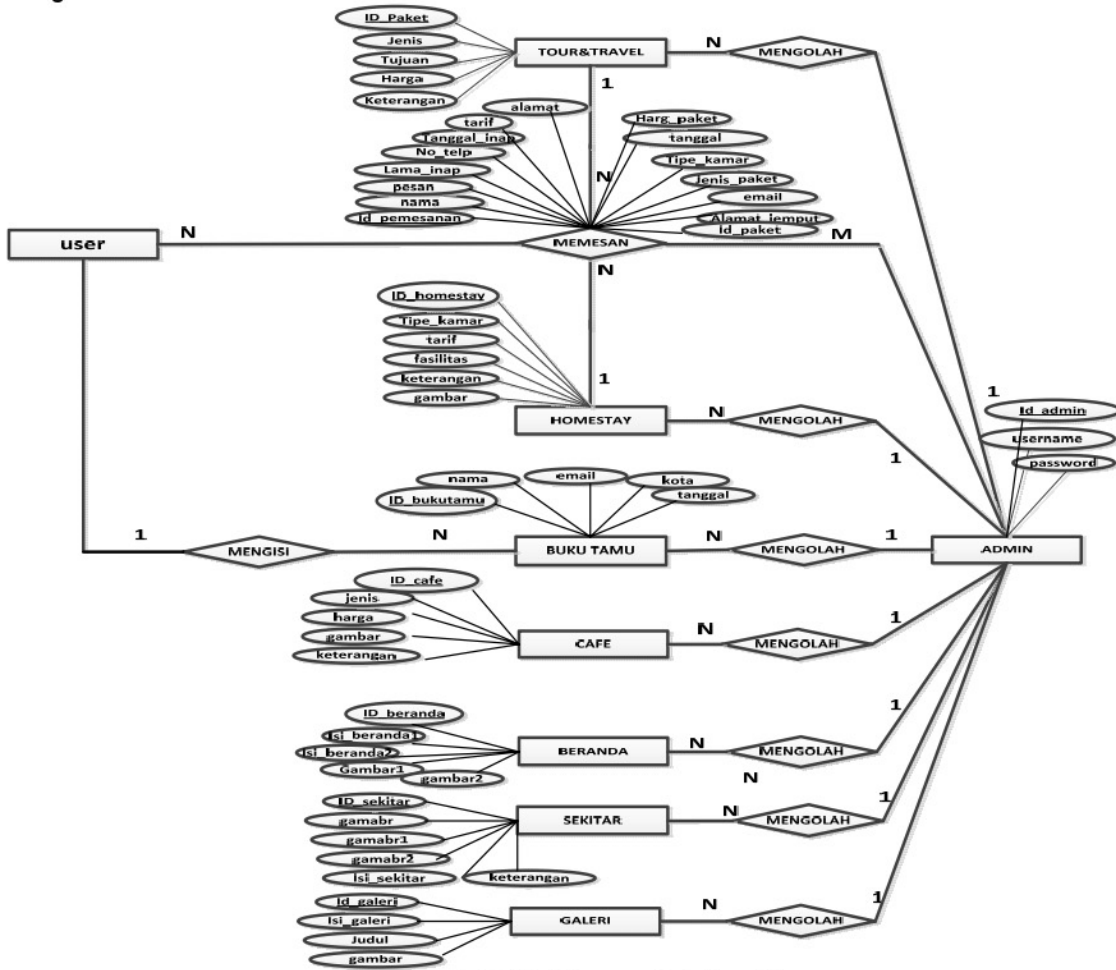 ID_Paket
Jenis
Tujuan
Harga
Keterangan
TOUR&TRAVEL
N
MENGOLAH
1
alamat
tarif
Tanggal_inap
No_telp
Lama_inap
pesan
nama
Id_pemesanan
Harg_paket
tanggal
Tipe_kamar
Jenis_paket
email
Alamat_jemput
Id_paket
N
user
N
MEMESAN
M
N
ID_homestay
Tipe_kamar
tarif
fasilitas
keterangan
gambar
1
HOMESTAY
N
MENGOLAH
1
1
Id_admin
username
password
nama
email
kota
tanggal
ID_bukutamu
1
MENGISI
N
BUKU TAMU
N
MENGOLAH
1
ADMIN
ID_cafe
jenis
harga
gambar
keterangan
CAFE
N
MENGOLAH
1
ID_beranda
Isi_beranda1
Isi_beranda2
Gambar1
gambar2
BERANDA
N
MENGOLAH
1
N
ID_sekitar
gamabr
gamabr1
gamabr2
Isi_sekitar
keterangan
SEKITAR
N
MENGOLAH
1
Id_galeri
Isi_galeri
Judul
gambar
GALERI
N
MENGOLAH
1